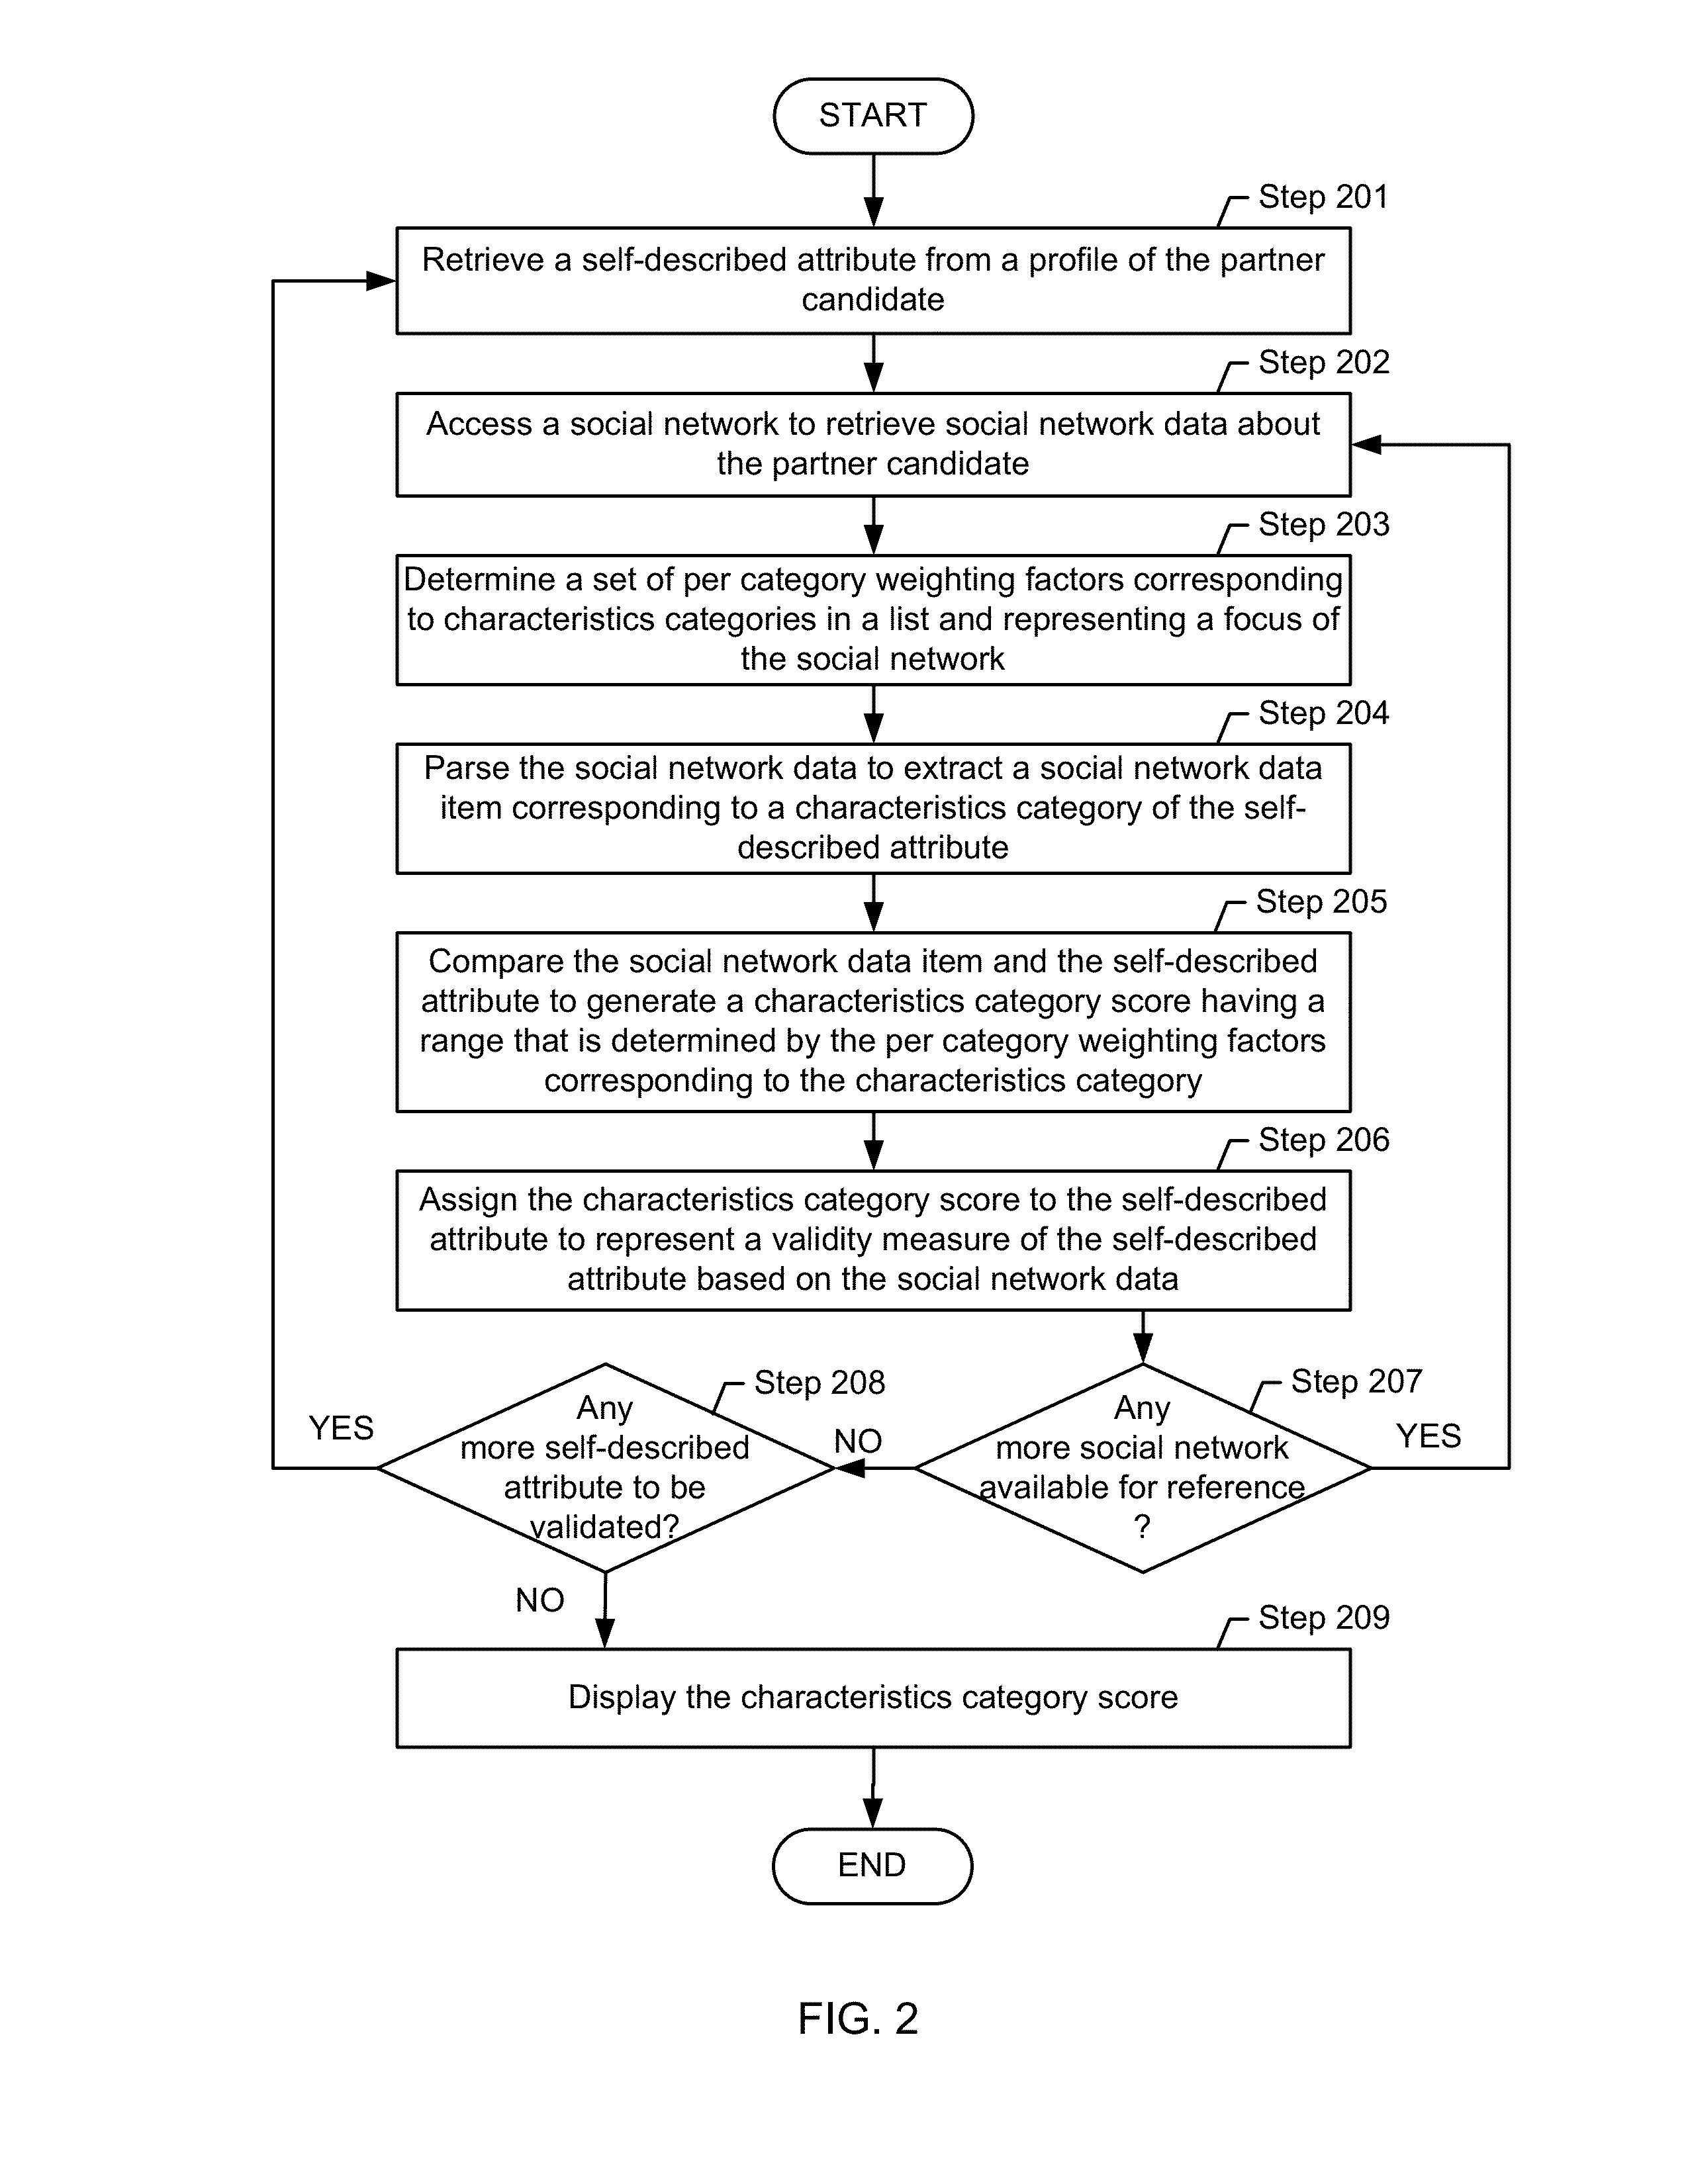 START
Step 201
Retrieve a self-described attribute from a profile of the partner
candidate
Step 202
Access a social network to retrieve social network data about
the partner candidate
Step 203
Determine a set of per category weighting factors corresponding
to characteristics categories in a list and representing a focus of
the social network
Step 204
Parse the social network data to extract a social network data
item corresponding to a characteristics category of the self-
described attribute
Step 205
Compare the social network data item and the self-described
attribute to generate a characteristics category score having a
range that is determined by the per category weighting factors
corresponding to the characteristics category
Step 206
Assign the characteristics category score to the self-described
attribute to represent a validity measure of the self-described
attribute based on the social network data
Step 207
Any
more social network
available for reference
?
YES
NO
Step 208
Any
more self-described
attribute to be
validated?
YES
NO
Step 209
Display the characteristics category score
END
FIG. 2